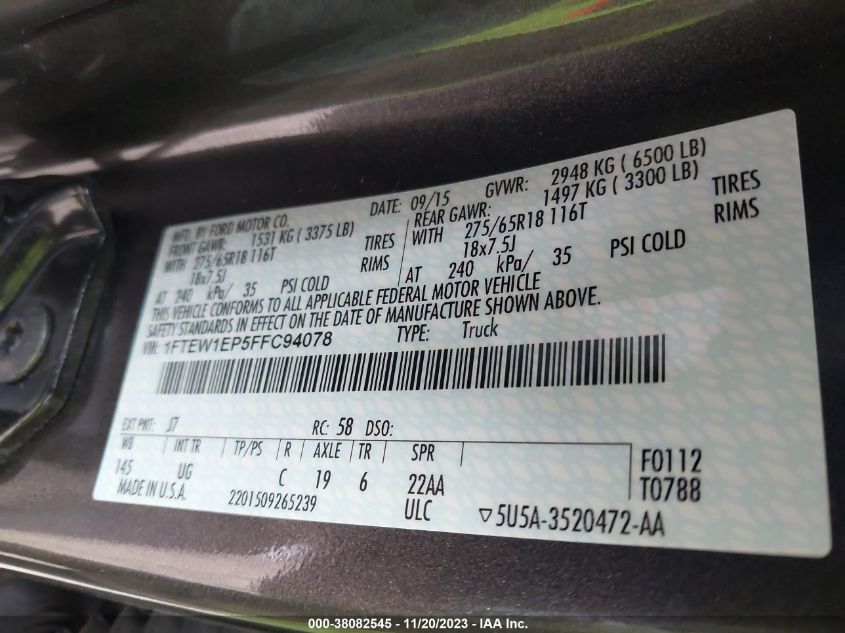 MFD. BY FORD MOTOR CO.
DATE: 09/15 GVWR: 2948 KG ( 6500 LB)
FRONT GAWR: 1531 KG ( 3375 LB)
REAR GAWR: 1497 KG ( 3300 LB)
WITH 275/65R18 116T TIRES
WITH 275/65R18 116T TIRES
18x7.5J RIMS
18x7.5J RIMS
AT 240 kPa/ 35 PSI COLD
AT 240 kPa/ 35 PSI COLD
THIS VEHICLE CONFORMS TO ALL APPLICABLE FEDERAL MOTOR VEHICLE
SAFETY STANDARDS IN EFFECT ON THE DATE OF MANUFACTURE SHOWN ABOVE.
VIN: 1FTEW1EP5FFC94078 TYPE: Truck
EXT PNT: J7 RC: 58 DSO:
WB INT TR TP/PS R AXLE TR SPR
145 UG C 19 6 22AA F0112
MADE IN U.S.A. 2201509265239 ULC T0788
▽5U5A-3520472-AA
000-38082545 - 11/20/2023 - IAA Inc.